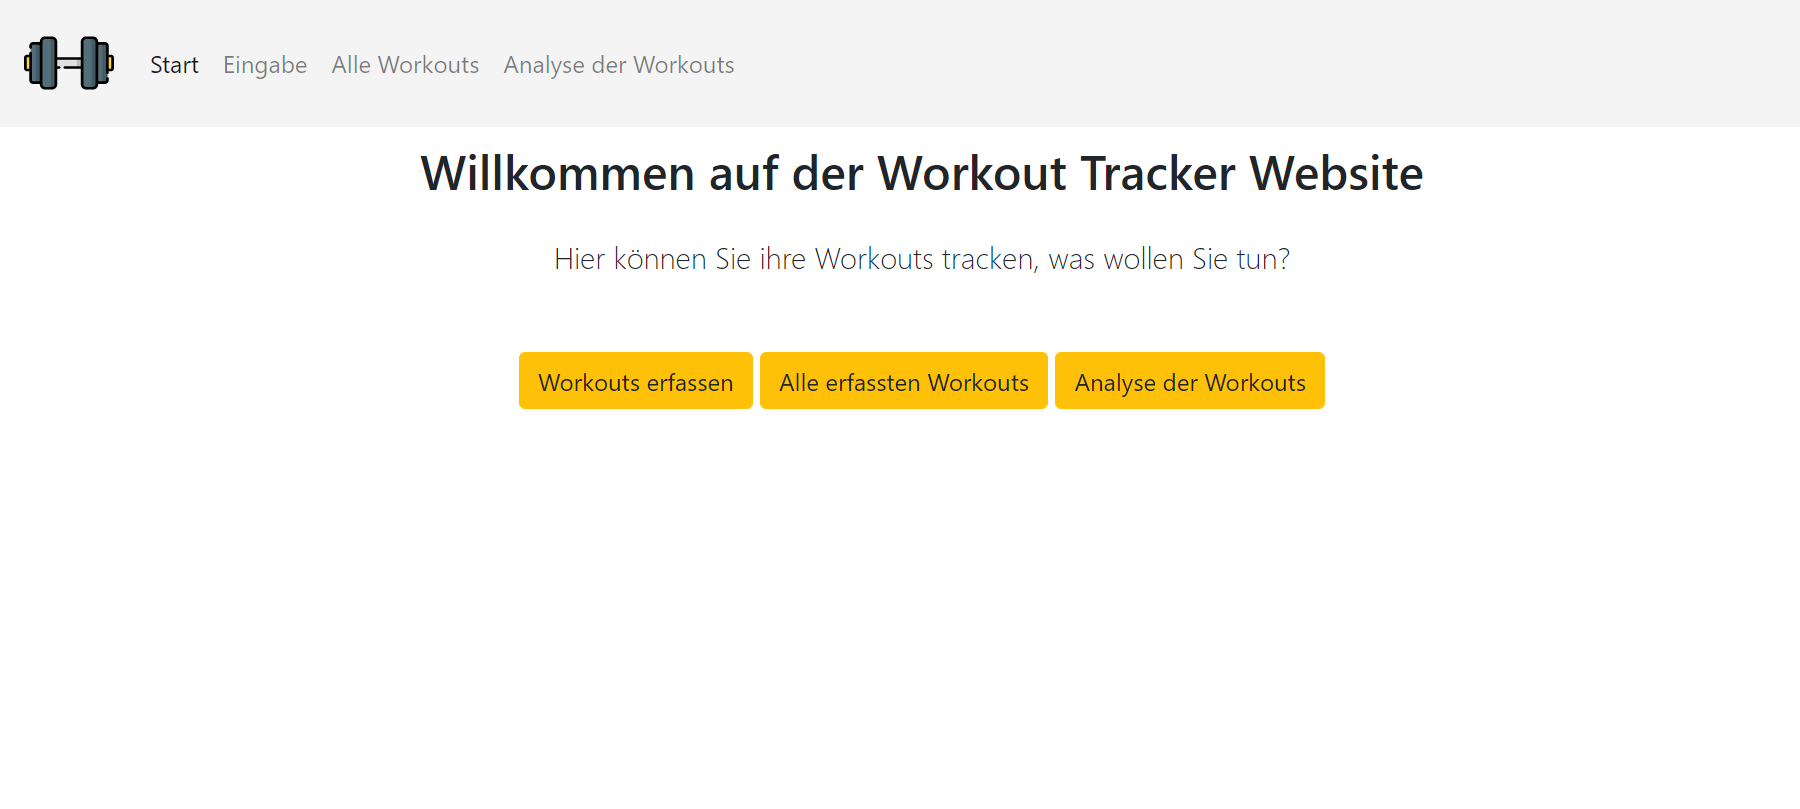 Start Eingabe Alle Workouts Analyse der Workouts
Willkommen auf der Workout Tracker Website
Hier können Sie ihre Workouts tracken, was wollen Sie tun?
Workouts erfassen Alle erfassten Workouts Analyse der Workouts